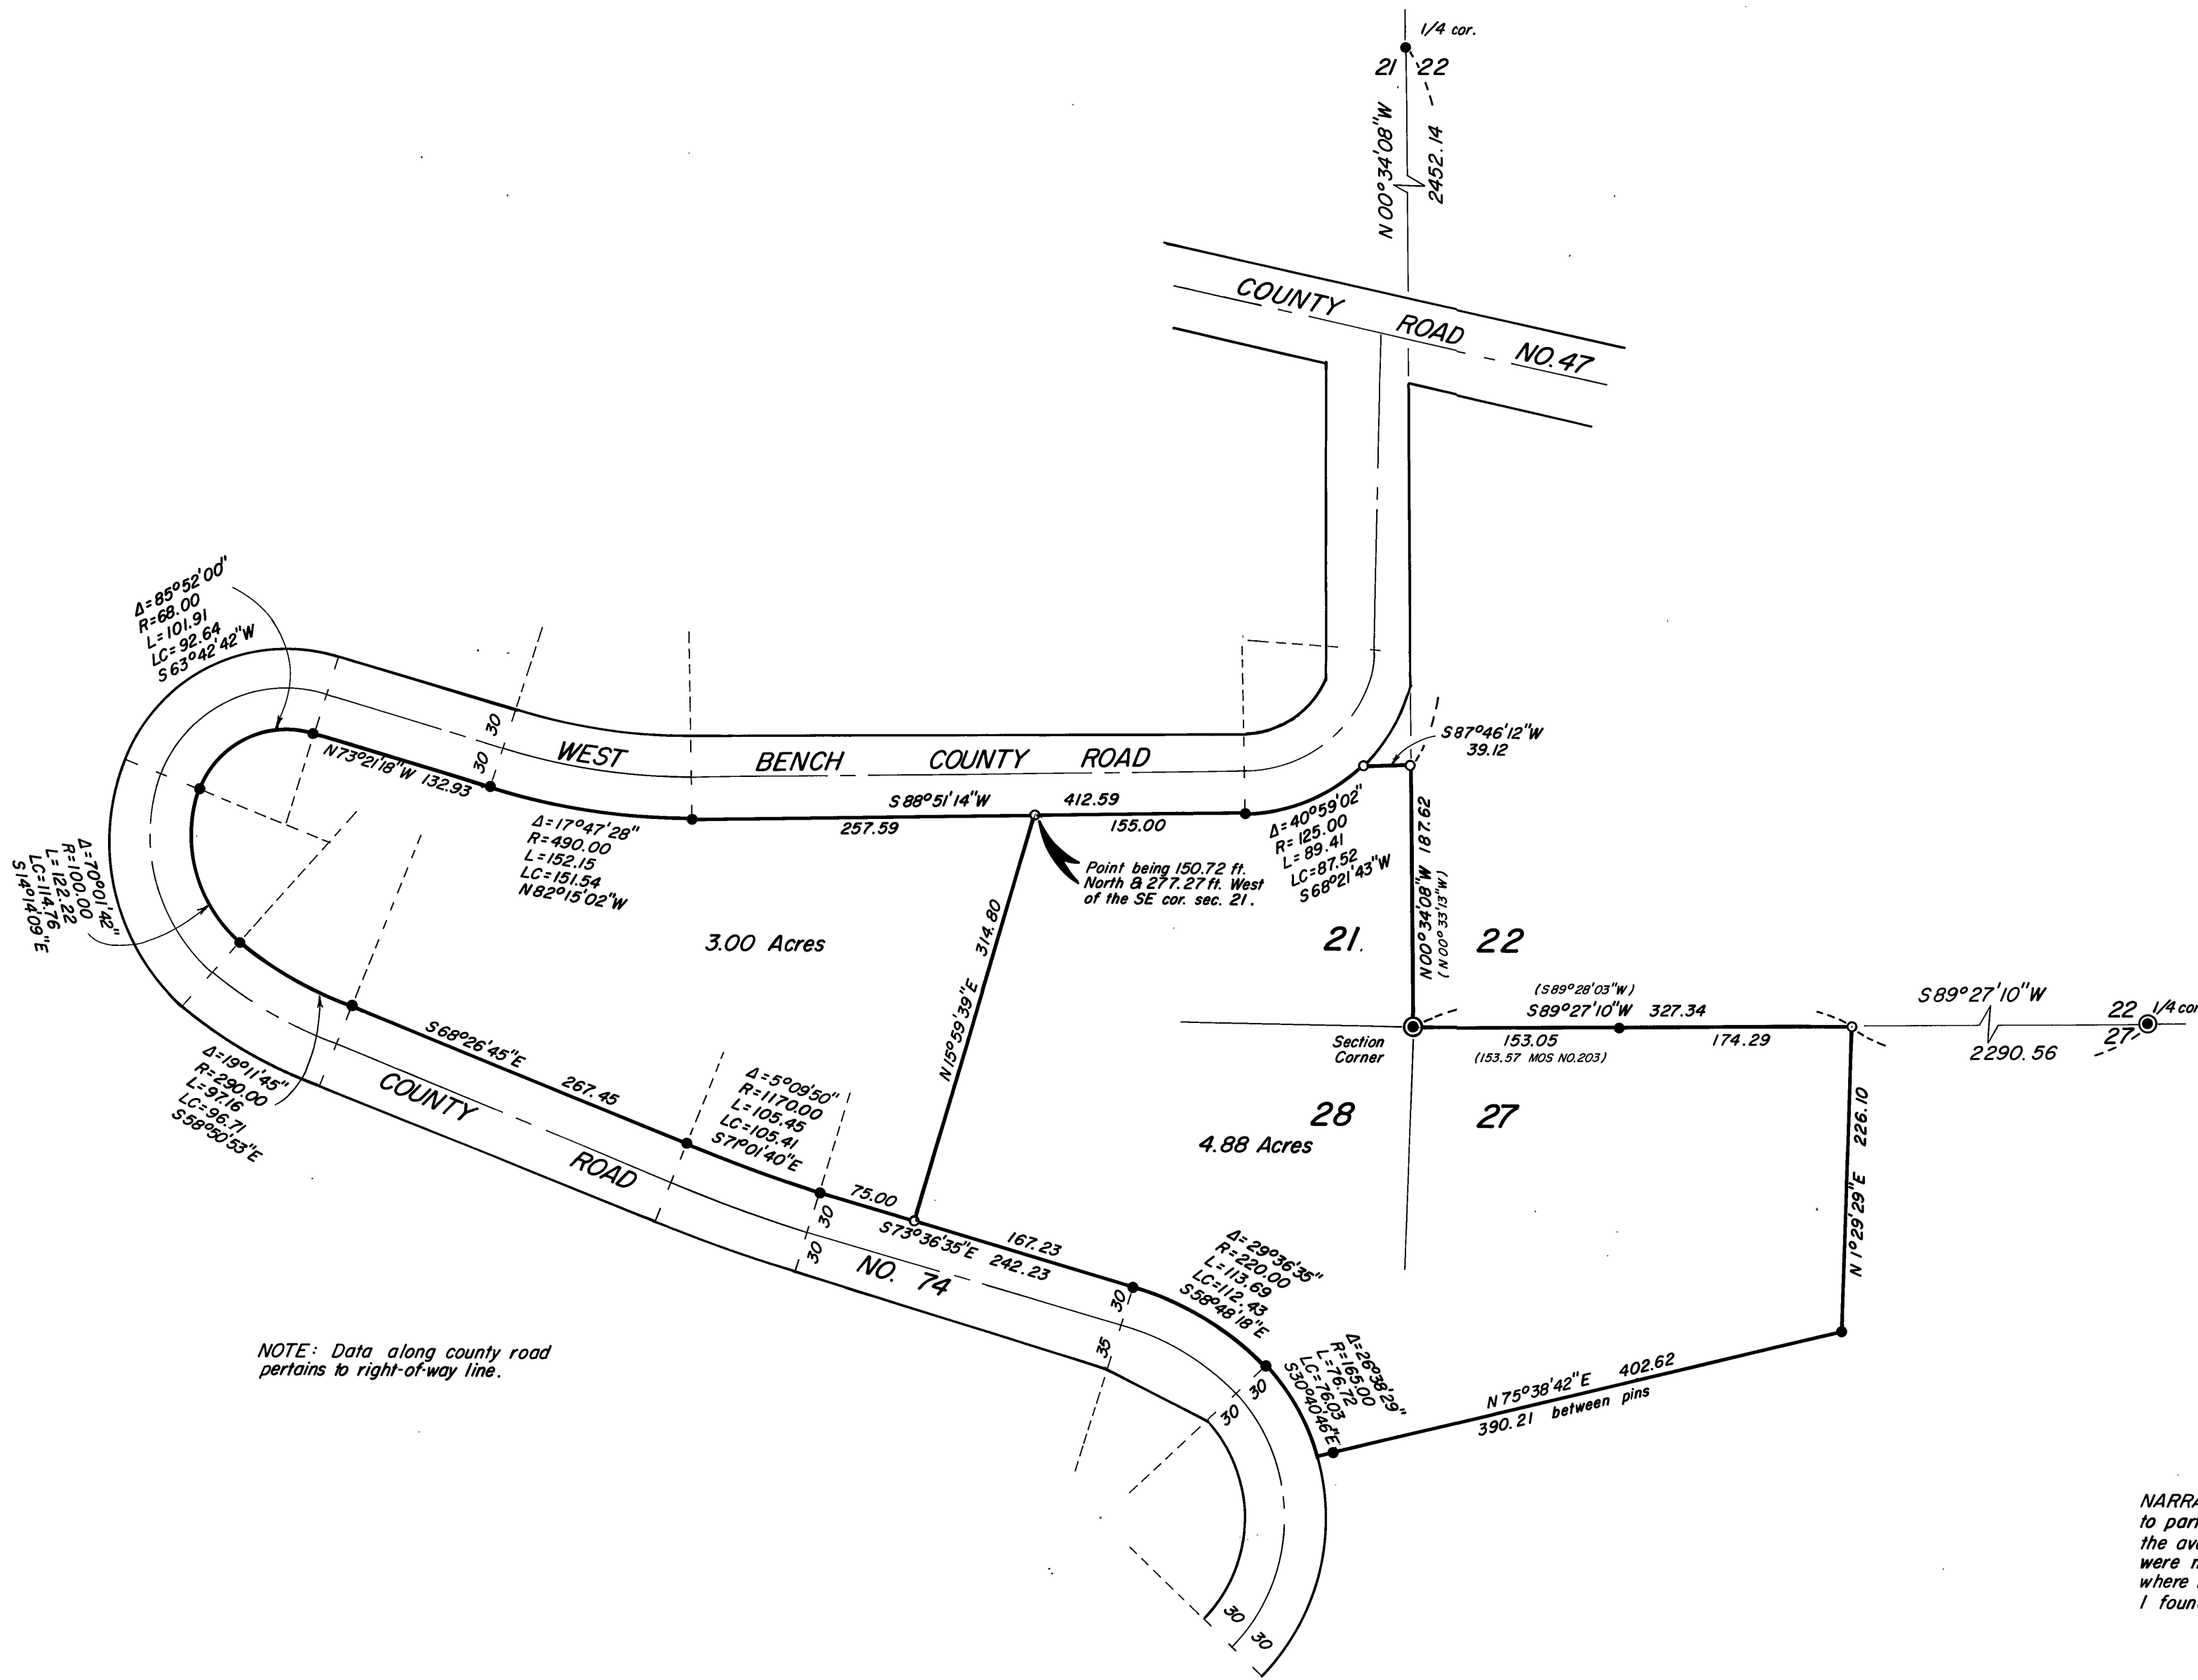 1/4 cor.
21 22
N 00°34'08"W
2452.14
COUNTY ROAD NO. 47
Δ=85°52'00"
R=68.00
L=101.91
LC=92.64
S 63°42'42"W
N73°21'18"W 132.93
30
30
WEST BENCH COUNTY ROAD
S87°46'12"W
39.12
S 88°51'14"W 412.59
257.59
155.00
Δ=17°47'28"
R=490.00
L=152.15
LC=151.54
N82°15'02"W
Δ=40°59'02"
R=125.00
L=89.41
LC=87.52
S68°21'43"W
Point being 150.72 ft.
North & 277.27 ft. West
of the SE cor. sec. 21.
N00°34'08"W 187.62
(N00°33'13"W)
Δ=70°01'42"
R=100.00
L=122.22
LC=114.76
S14°14'09"E
3.00 Acres
N15°59'39"E 314.80
21.
22
(S89°28'03"W)
S89°27'10"W 327.34
153.05
(153.57 MOS NO.203)
174.29
Section
Corner
S89°27'10"W
2290.56
22 1/4 cor
27
S68°26'45"E 267.45
Δ=19°11'45"
R=290.00
L=97.16
LC=96.71
S58°50'53"E
COUNTY ROAD NO. 74
Δ=5°09'50"
R=1170.00
L=105.45
LC=105.41
S71°01'40"E
28
27
4.88 Acres
N 1°29'29"E 226.10
75.00
30
30
S73°36'35"E 242.23
167.23
Δ=29°36'35"
R=220.00
L=113.69
LC=112.43
S58°48'18"E
30
35
Δ=26°38'29"
R=165.00
L=76.72
LC=76.03
S30°40'46"E
30
30
N 75°38'42"E 402.62
390.21 between pins
NOTE: Data along county road
pertains to right-of-way line.
30
30
NARRA
to part
the av
were n
where
I foun